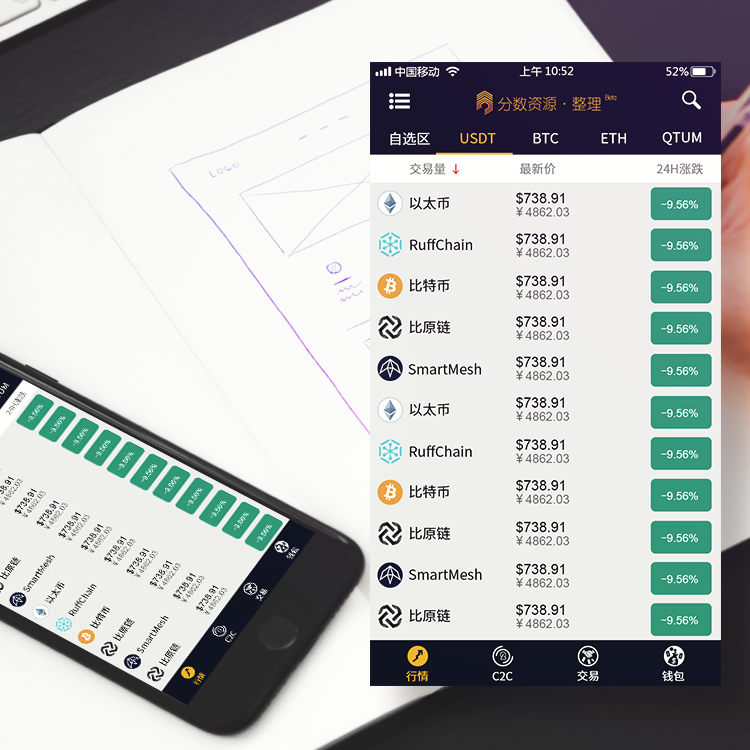 LOGO
中国移动 上午 10:52 52%
分数资源·整理 Beta
自选区 USDT BTC ETH QTUM
交易量 ↓ 最新价 24H涨跌
以太币 $738.91 -9.56%
¥4862.03
RuffChain $738.91 -9.56%
¥4862.03
比特币 $738.91 -9.56%
¥4862.03
比原链 $738.91 -9.56%
¥4862.03
SmartMesh $738.91 -9.56%
¥4862.03
以太币 $738.91 -9.56%
¥4862.03
RuffChain $738.91 -9.56%
¥4862.03
比特币 $738.91 -9.56%
¥4862.03
比原链 $738.91 -9.56%
¥4862.03
SmartMesh $738.91 -9.56%
¥4862.03
比原链 $738.91 -9.56%
¥4862.03
行情 C2C 交易 钱包
24H涨跌
-9.56%
-9.56%
-9.56%
-9.56%
-9.56%
-9.56%
-9.56%
-9.56%
-9.56%
-9.56%
比原链
SmartMesh $738.91
¥4862.03
以太币 $738.91
¥4862.03
RuffChain $738.91
¥4862.03
比特币 $738.91
¥4862.03
比原链 $738.91
¥4862.03
SmartMesh $738.91
¥4862.03
比原链 $738.91
¥4862.03
行情 C2C 交易 钱包